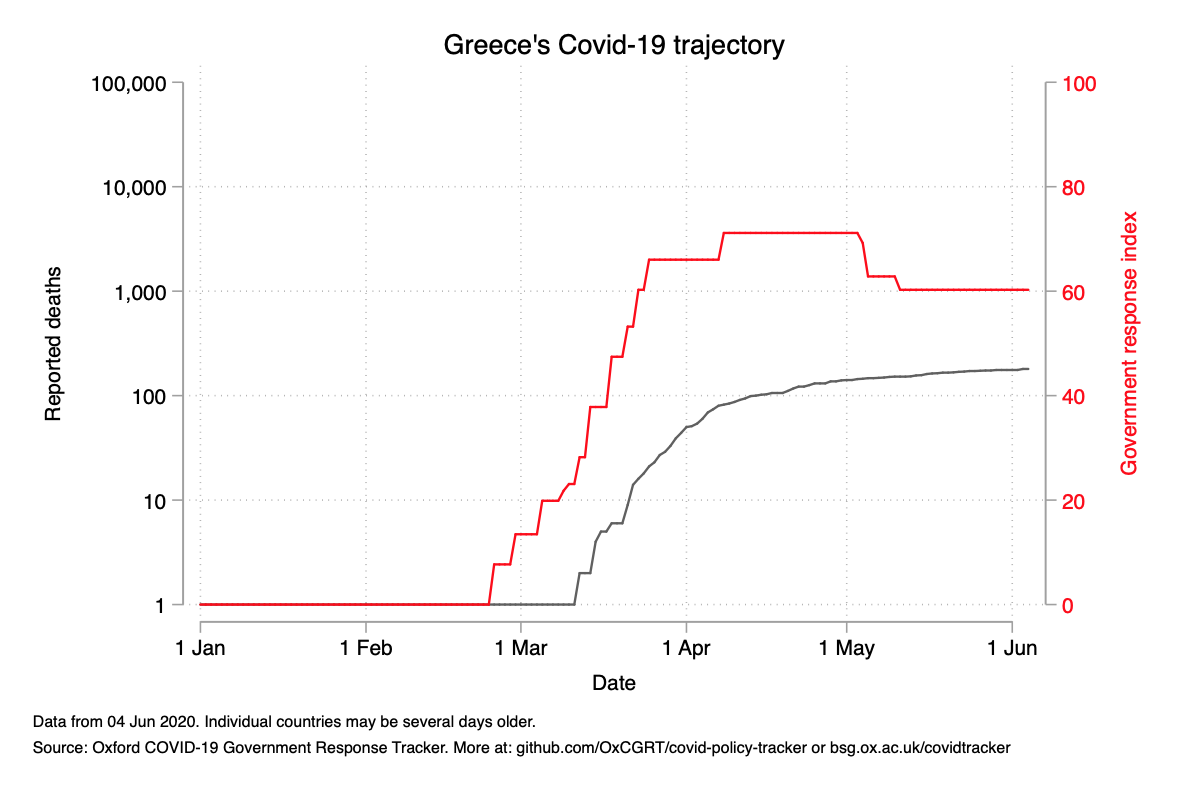 Greece's Covid-19 trajectory
100,000
10,000
1,000
100
10
1
Reported deaths
100
80
60
40
20
0
Government response index
1 Jan
1 Feb
1 Mar
1 Apr
1 May
1 Jun
Date
Data from 04 Jun 2020. Individual countries may be several days older.
Source: Oxford COVID-19 Government Response Tracker. More at: github.com/OxCGRT/covid-policy-tracker or bsg.ox.ac.uk/covidtracker